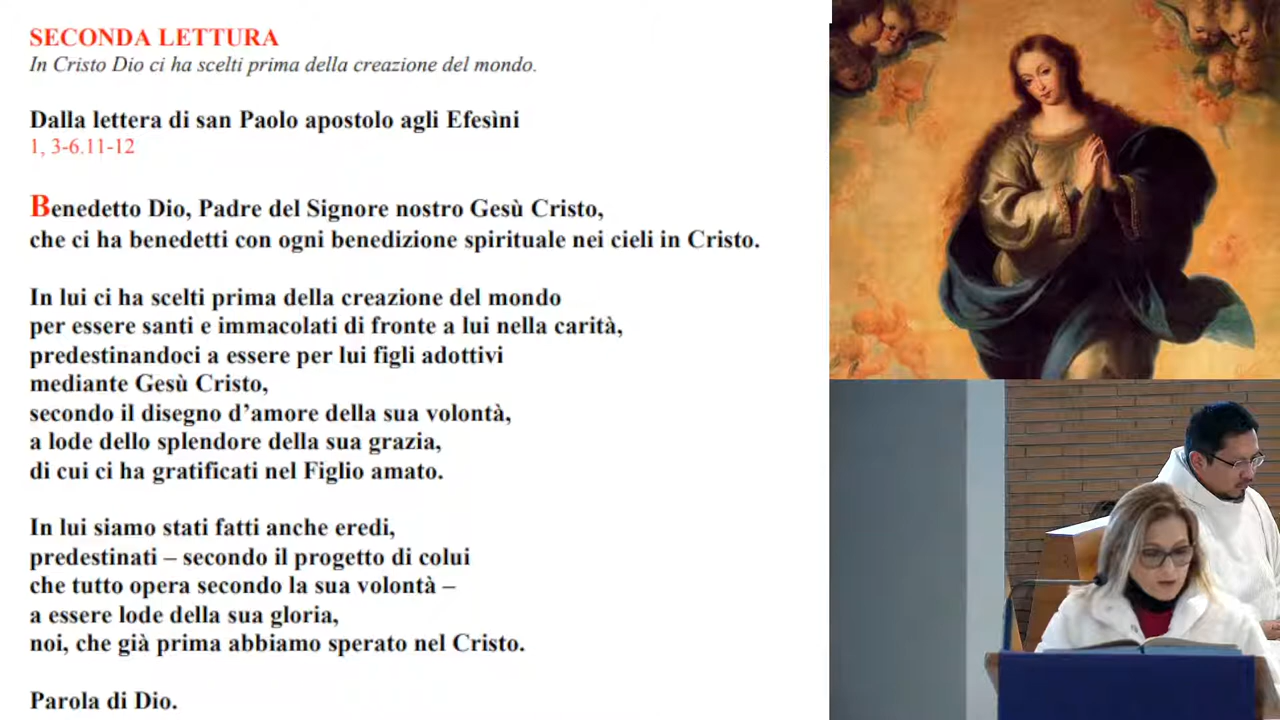 SECONDA LETTURA
In Cristo Dio ci ha scelti prima della creazione del mondo.
Dalla lettera di san Paolo apostolo agli Efesìni
1, 3-6.11-12
Benedetto Dio, Padre del Signore nostro Gesù Cristo,
che ci ha benedetti con ogni benedizione spirituale nei cieli in Cristo.
In lui ci ha scelti prima della creazione del mondo
per essere santi e immacolati di fronte a lui nella carità,
predestinandoci a essere per lui figli adottivi
mediante Gesù Cristo,
secondo il disegno d’amore della sua volontà,
a lode dello splendore della sua grazia,
di cui ci ha gratificati nel Figlio amato.
In lui siamo stati fatti anche eredi,
predestinati – secondo il progetto di colui
che tutto opera secondo la sua volontà –
a essere lode della sua gloria,
noi, che già prima abbiamo sperato nel Cristo.
Parola di Dio.